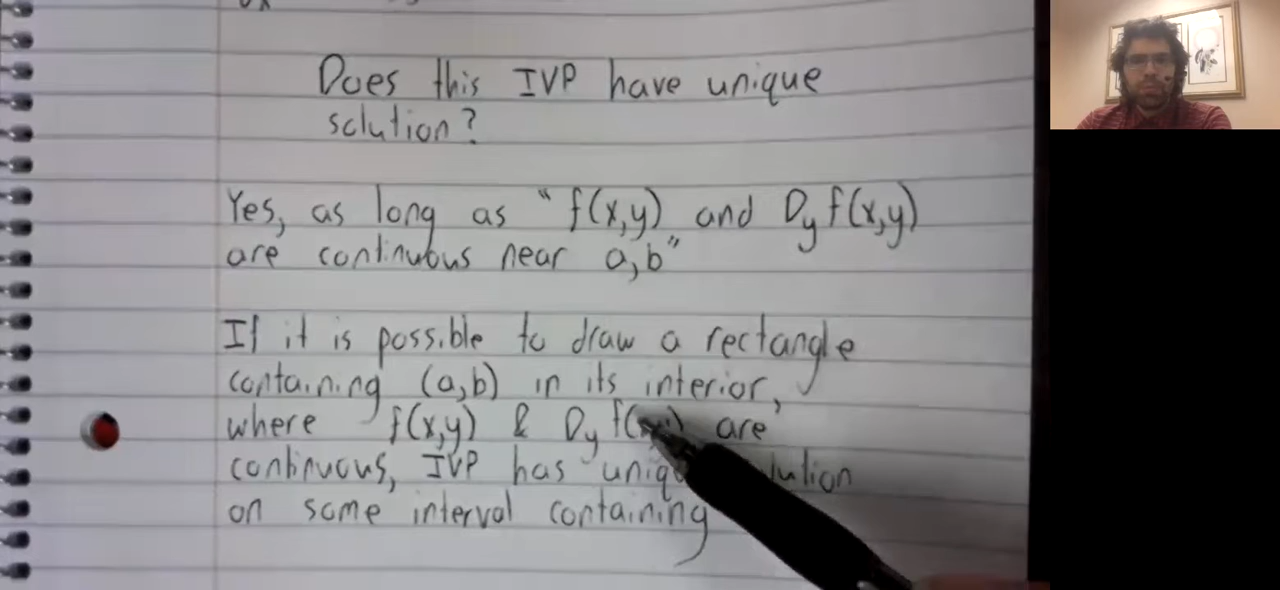 Does this IVP have unique
solution?
Yes, as long as "f(x,y) and Dyf(x,y)
are continuous near a,b"
If it is possible to draw a rectangle
containing (a,b) in its interior,
where f(x,y) & Dy are
continuous, IVP has
on some interval containing